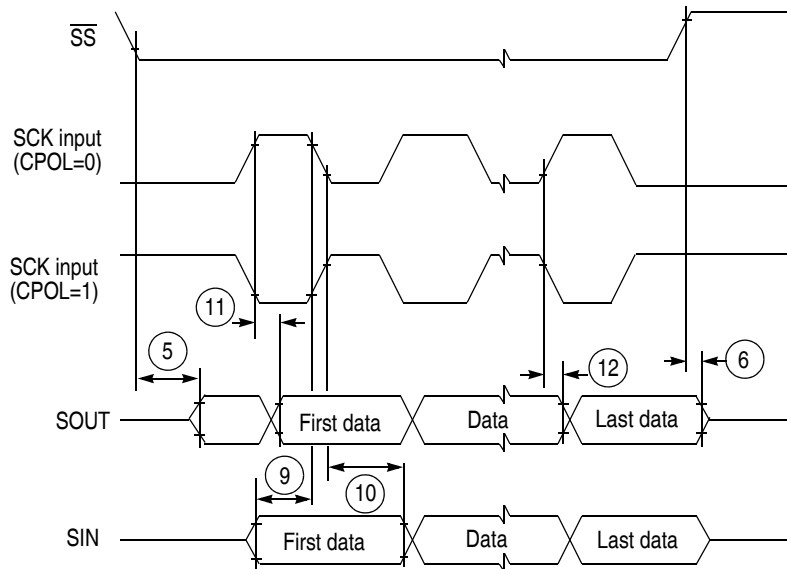 S̅S̅
SCK input
(CPOL=0)
SCK input
(CPOL=1)
11
5
12
6
SOUT
First data
Data
Last data
9
10
SIN
First data
Data
Last data